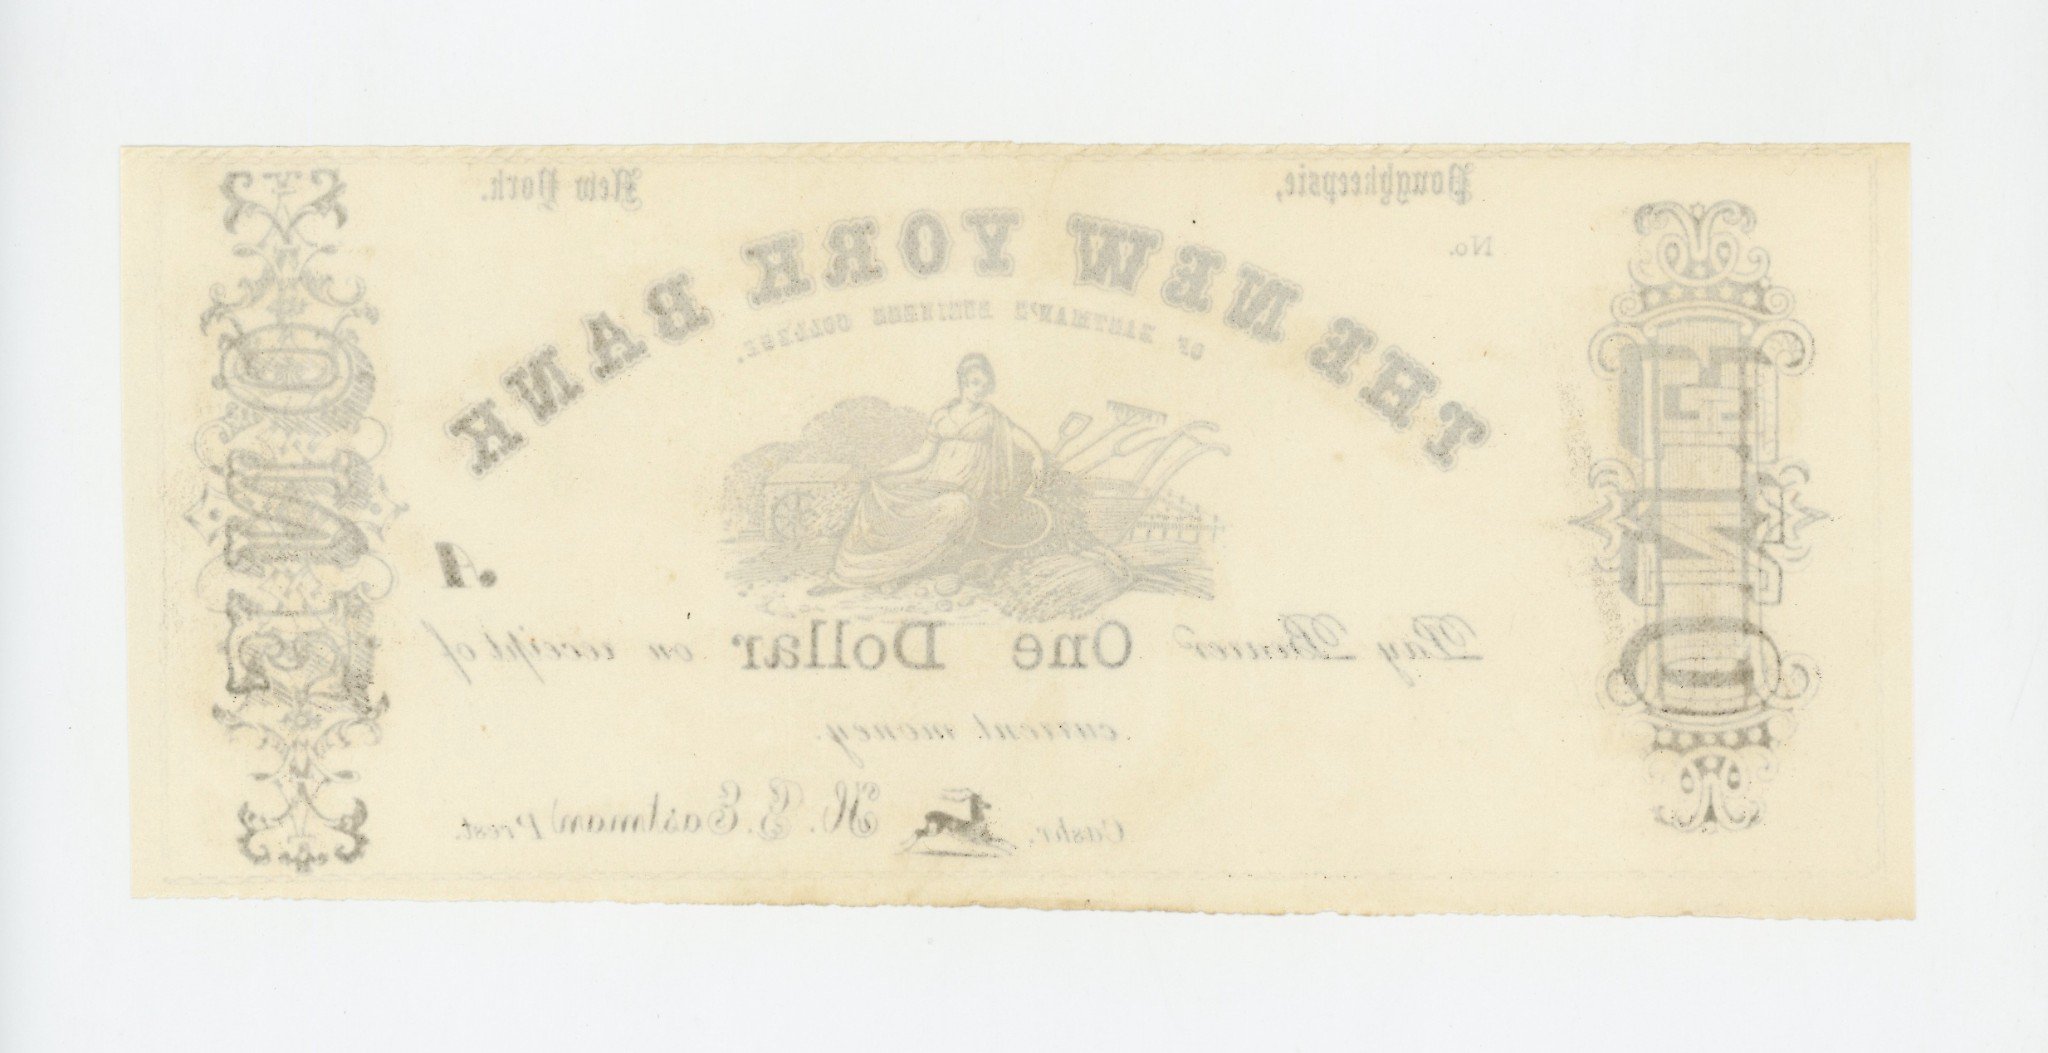 Poughkeepsie, New York.
No.
THE NEW YORK BANK
OF EASTMAN'S BUSINESS COLLEGE.
ONE
ONE
A
Pay Bearer One Dollar on receipt of
current money.
Cashr. H. G. Eastman Prest.